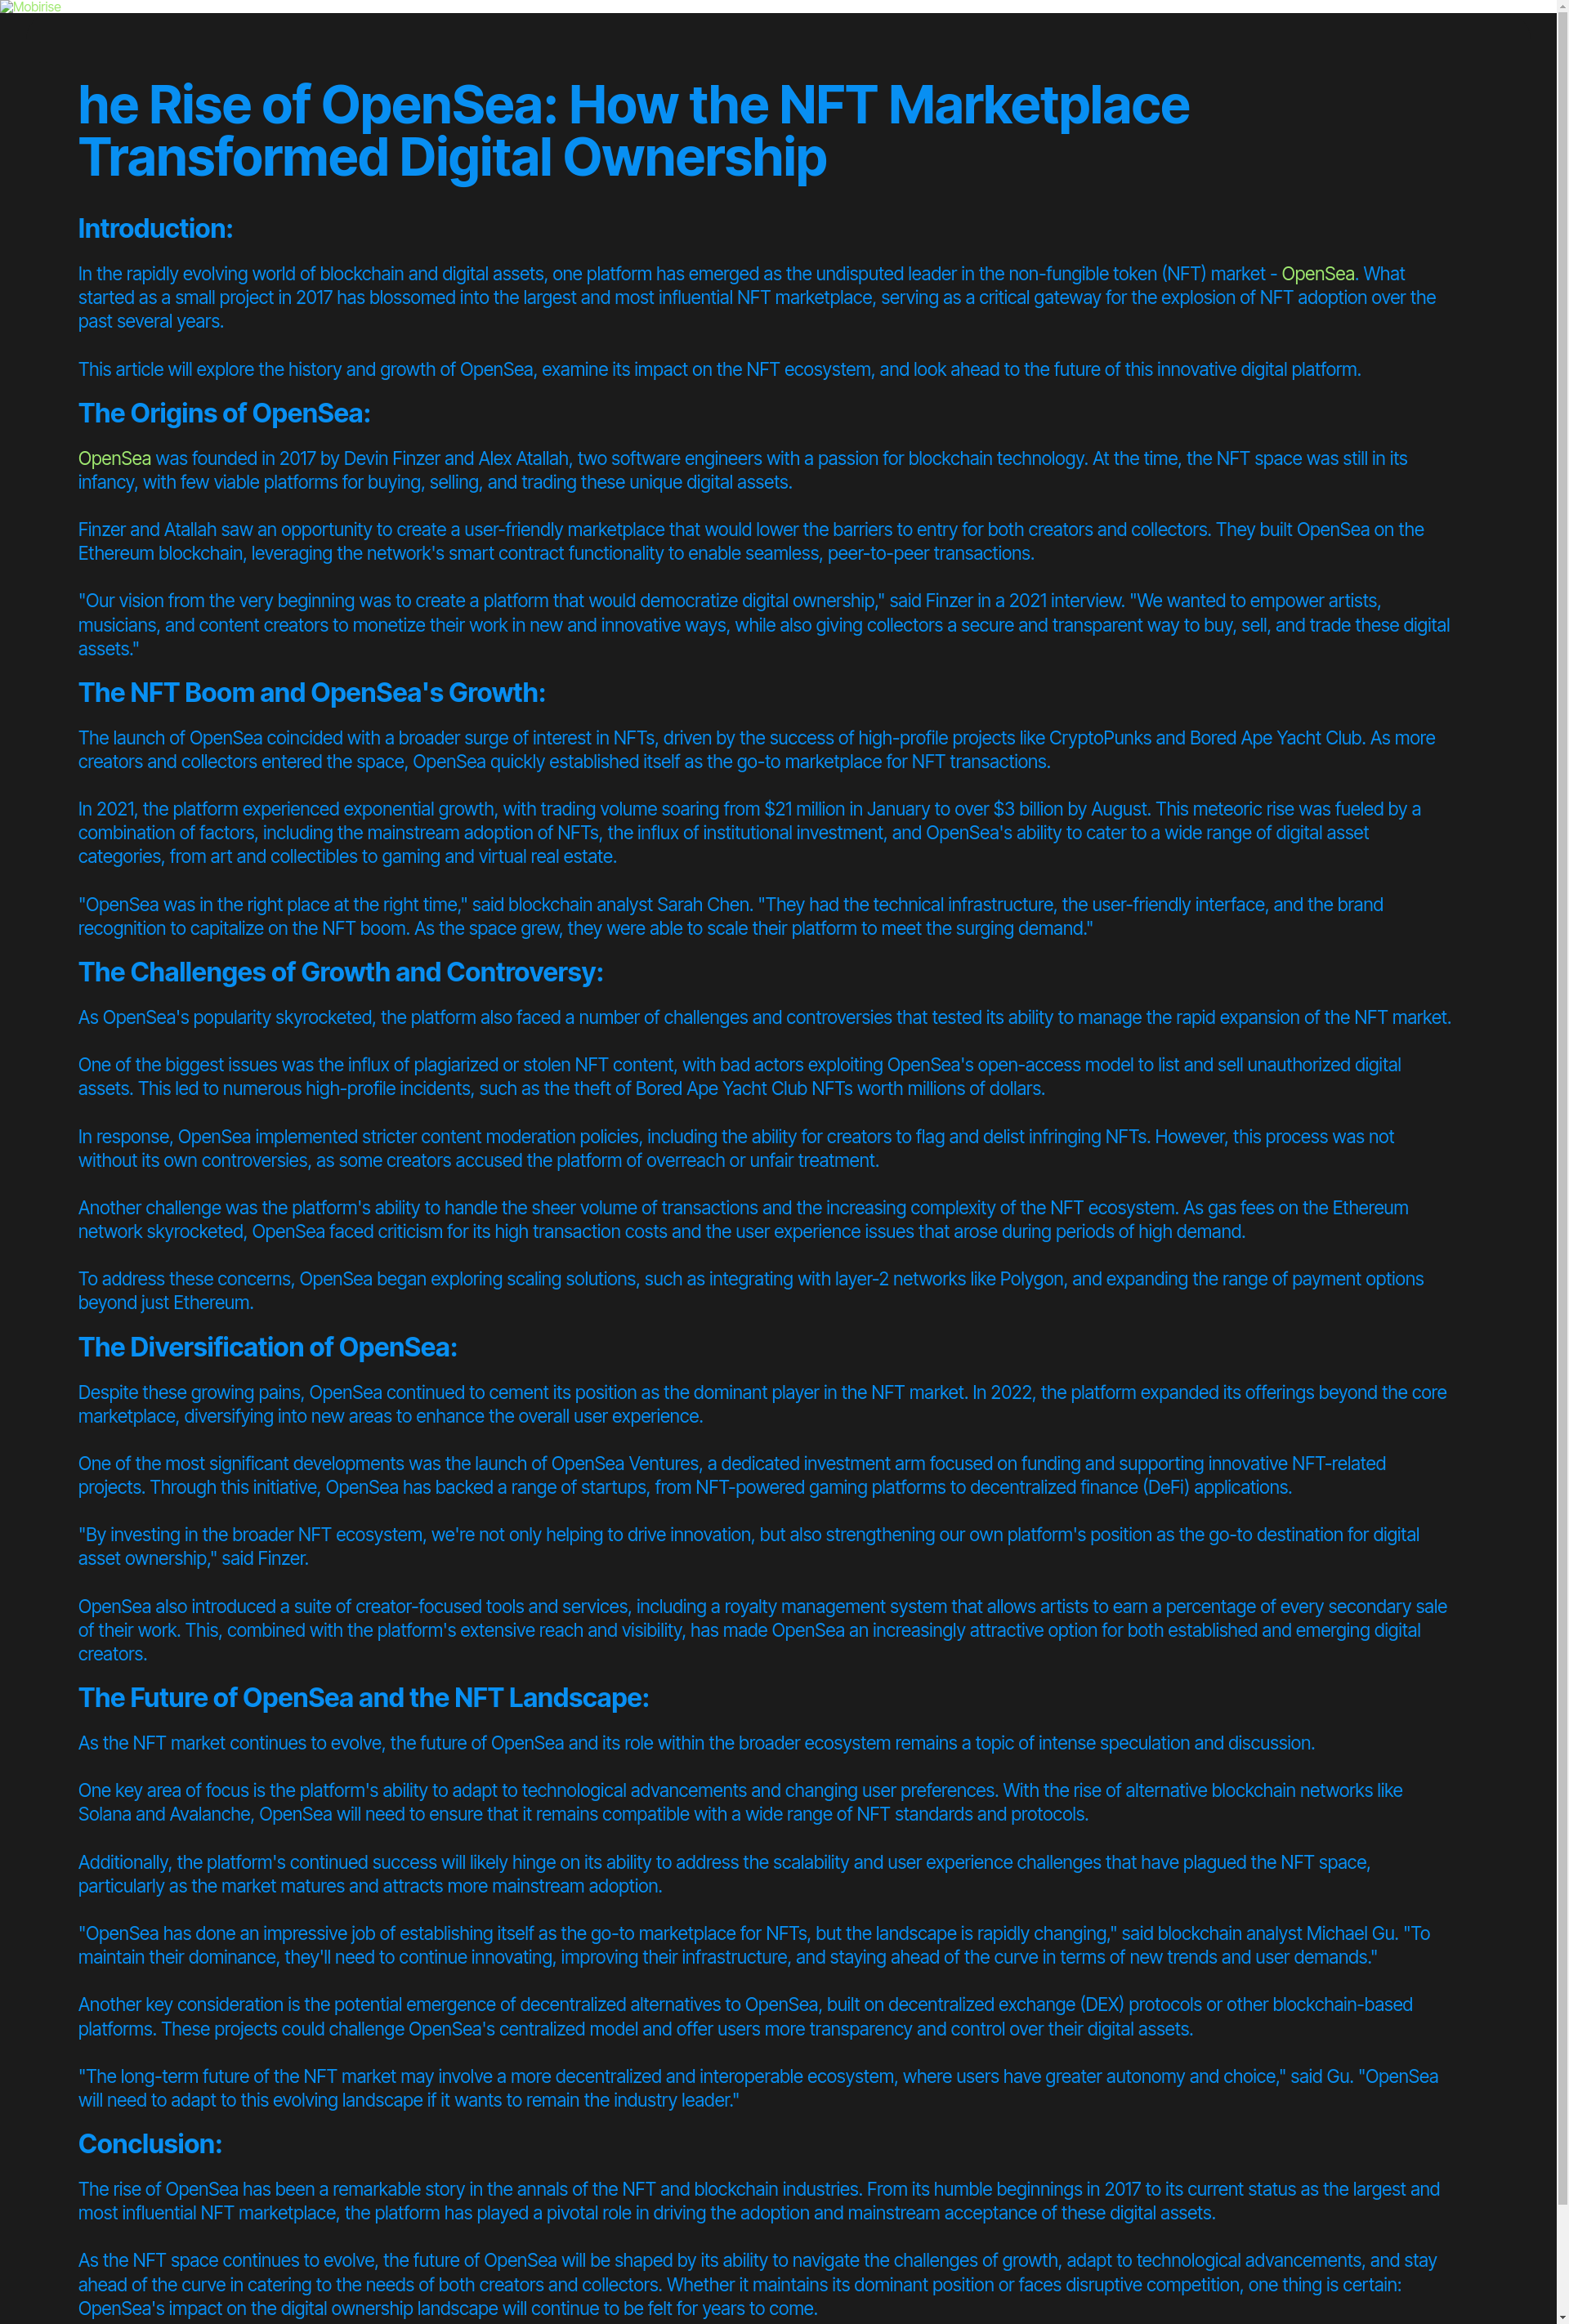 Mobirise
he Rise of OpenSea: How the NFT Marketplace
Transformed Digital Ownership
Introduction:
In the rapidly evolving world of blockchain and digital assets, one platform has emerged as the undisputed leader in the non-fungible token (NFT) market - OpenSea. What
started as a small project in 2017 has blossomed into the largest and most influential NFT marketplace, serving as a critical gateway for the explosion of NFT adoption over the
past several years.
This article will explore the history and growth of OpenSea, examine its impact on the NFT ecosystem, and look ahead to the future of this innovative digital platform.
The Origins of OpenSea:
OpenSea was founded in 2017 by Devin Finzer and Alex Atallah, two software engineers with a passion for blockchain technology. At the time, the NFT space was still in its
infancy, with few viable platforms for buying, selling, and trading these unique digital assets.
Finzer and Atallah saw an opportunity to create a user-friendly marketplace that would lower the barriers to entry for both creators and collectors. They built OpenSea on the
Ethereum blockchain, leveraging the network's smart contract functionality to enable seamless, peer-to-peer transactions.
"Our vision from the very beginning was to create a platform that would democratize digital ownership," said Finzer in a 2021 interview. "We wanted to empower artists,
musicians, and content creators to monetize their work in new and innovative ways, while also giving collectors a secure and transparent way to buy, sell, and trade these digital
assets."
The NFT Boom and OpenSea's Growth:
The launch of OpenSea coincided with a broader surge of interest in NFTs, driven by the success of high-profile projects like CryptoPunks and Bored Ape Yacht Club. As more
creators and collectors entered the space, OpenSea quickly established itself as the go-to marketplace for NFT transactions.
In 2021, the platform experienced exponential growth, with trading volume soaring from $21 million in January to over $3 billion by August. This meteoric rise was fueled by a
combination of factors, including the mainstream adoption of NFTs, the influx of institutional investment, and OpenSea's ability to cater to a wide range of digital asset
categories, from art and collectibles to gaming and virtual real estate.
"OpenSea was in the right place at the right time," said blockchain analyst Sarah Chen. "They had the technical infrastructure, the user-friendly interface, and the brand
recognition to capitalize on the NFT boom. As the space grew, they were able to scale their platform to meet the surging demand."
The Challenges of Growth and Controversy:
As OpenSea's popularity skyrocketed, the platform also faced a number of challenges and controversies that tested its ability to manage the rapid expansion of the NFT market.
One of the biggest issues was the influx of plagiarized or stolen NFT content, with bad actors exploiting OpenSea's open-access model to list and sell unauthorized digital
assets. This led to numerous high-profile incidents, such as the theft of Bored Ape Yacht Club NFTs worth millions of dollars.
In response, OpenSea implemented stricter content moderation policies, including the ability for creators to flag and delist infringing NFTs. However, this process was not
without its own controversies, as some creators accused the platform of overreach or unfair treatment.
Another challenge was the platform's ability to handle the sheer volume of transactions and the increasing complexity of the NFT ecosystem. As gas fees on the Ethereum
network skyrocketed, OpenSea faced criticism for its high transaction costs and the user experience issues that arose during periods of high demand.
To address these concerns, OpenSea began exploring scaling solutions, such as integrating with layer-2 networks like Polygon, and expanding the range of payment options
beyond just Ethereum.
The Diversification of OpenSea:
Despite these growing pains, OpenSea continued to cement its position as the dominant player in the NFT market. In 2022, the platform expanded its offerings beyond the core
marketplace, diversifying into new areas to enhance the overall user experience.
One of the most significant developments was the launch of OpenSea Ventures, a dedicated investment arm focused on funding and supporting innovative NFT-related
projects. Through this initiative, OpenSea has backed a range of startups, from NFT-powered gaming platforms to decentralized finance (DeFi) applications.
"By investing in the broader NFT ecosystem, we're not only helping to drive innovation, but also strengthening our own platform's position as the go-to destination for digital
asset ownership," said Finzer.
OpenSea also introduced a suite of creator-focused tools and services, including a royalty management system that allows artists to earn a percentage of every secondary sale
of their work. This, combined with the platform's extensive reach and visibility, has made OpenSea an increasingly attractive option for both established and emerging digital
creators.
The Future of OpenSea and the NFT Landscape:
As the NFT market continues to evolve, the future of OpenSea and its role within the broader ecosystem remains a topic of intense speculation and discussion.
One key area of focus is the platform's ability to adapt to technological advancements and changing user preferences. With the rise of alternative blockchain networks like
Solana and Avalanche, OpenSea will need to ensure that it remains compatible with a wide range of NFT standards and protocols.
Additionally, the platform's continued success will likely hinge on its ability to address the scalability and user experience challenges that have plagued the NFT space,
particularly as the market matures and attracts more mainstream adoption.
"OpenSea has done an impressive job of establishing itself as the go-to marketplace for NFTs, but the landscape is rapidly changing," said blockchain analyst Michael Gu. "To
maintain their dominance, they'll need to continue innovating, improving their infrastructure, and staying ahead of the curve in terms of new trends and user demands."
Another key consideration is the potential emergence of decentralized alternatives to OpenSea, built on decentralized exchange (DEX) protocols or other blockchain-based
platforms. These projects could challenge OpenSea's centralized model and offer users more transparency and control over their digital assets.
"The long-term future of the NFT market may involve a more decentralized and interoperable ecosystem, where users have greater autonomy and choice," said Gu. "OpenSea
will need to adapt to this evolving landscape if it wants to remain the industry leader."
Conclusion:
The rise of OpenSea has been a remarkable story in the annals of the NFT and blockchain industries. From its humble beginnings in 2017 to its current status as the largest and
most influential NFT marketplace, the platform has played a pivotal role in driving the adoption and mainstream acceptance of these digital assets.
As the NFT space continues to evolve, the future of OpenSea will be shaped by its ability to navigate the challenges of growth, adapt to technological advancements, and stay
ahead of the curve in catering to the needs of both creators and collectors. Whether it maintains its dominant position or faces disruptive competition, one thing is certain:
OpenSea's impact on the digital ownership landscape will continue to be felt for years to come.